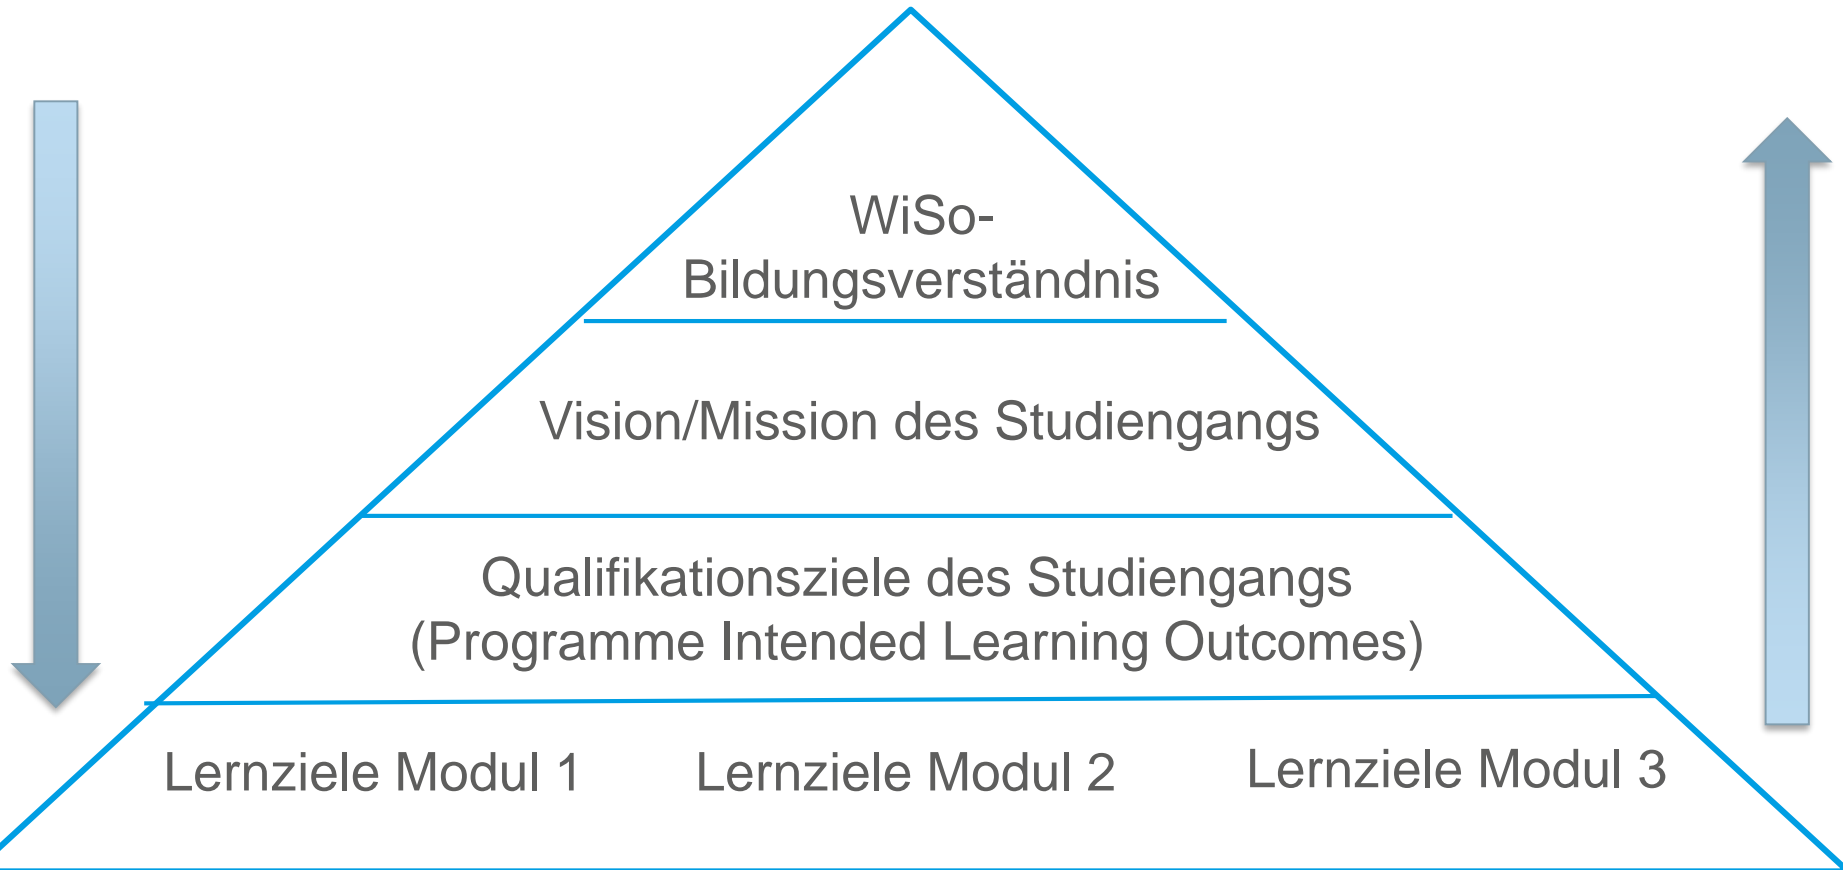 WiSo-
Bildungsverständnis
Vision/Mission des Studiengangs
Qualifikationsziele des Studiengangs
(Programme Intended Learning Outcomes)
Lernziele Modul 1
Lernziele Modul 2
Lernziele Modul 3